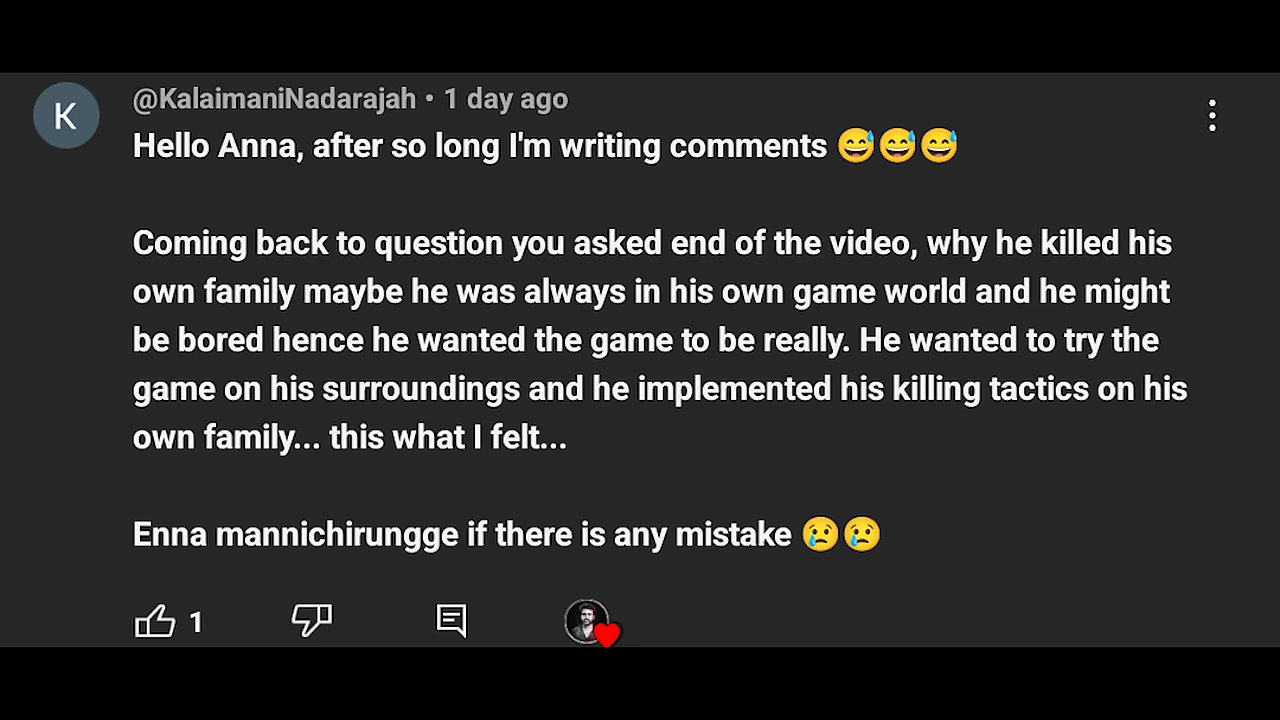 K
@KalaimaniNadarajah • 1 day ago
Hello Anna, after so long I'm writing comments 😅😅😅
Coming back to question you asked end of the video, why he killed his
own family maybe he was always in his own game world and he might
be bored hence he wanted the game to be really. He wanted to try the
game on his surroundings and he implemented his killing tactics on his
own family... this what I felt...
Enna mannichirungge if there is any mistake 😢😢
1